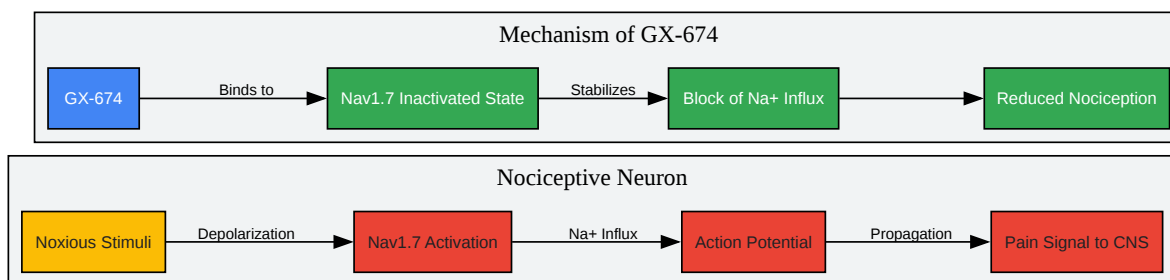 Mechanism of GX-674
GX-674
Binds to
Nav1.7 Inactivated State
Stabilizes
Block of Na+ Influx
Reduced Nociception
Nociceptive Neuron
Noxious Stimuli
Depolarization
Nav1.7 Activation
Na+ Influx
Action Potential
Propagation
Pain Signal to CNS